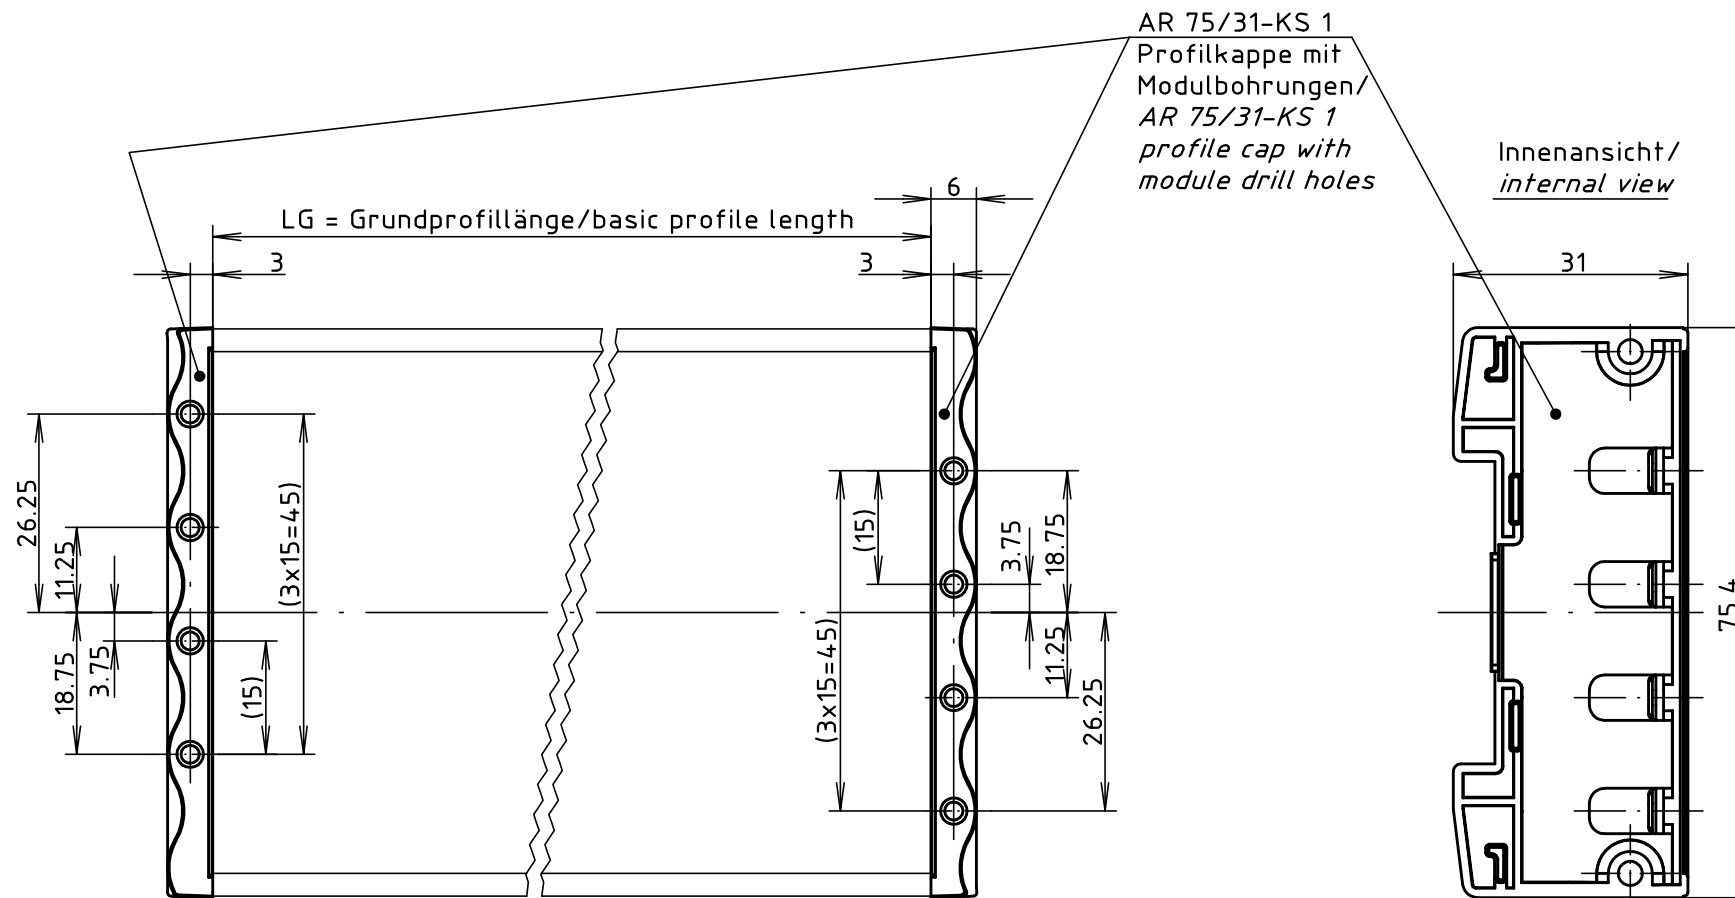 AR 75/31-KS 1
Profilkappe mit
Modulbohrungen/
AR 75/31-KS 1
profile cap with
module drill holes
Innenansicht/
internal view
6
LG = Grundprofillänge/basic profile length
3
3
31
26.25
11.25
(3x15=45)
18.75
3.75
(15)
(15)
3.75
18.75
(3x15=45)
11.25
26.25
75.4